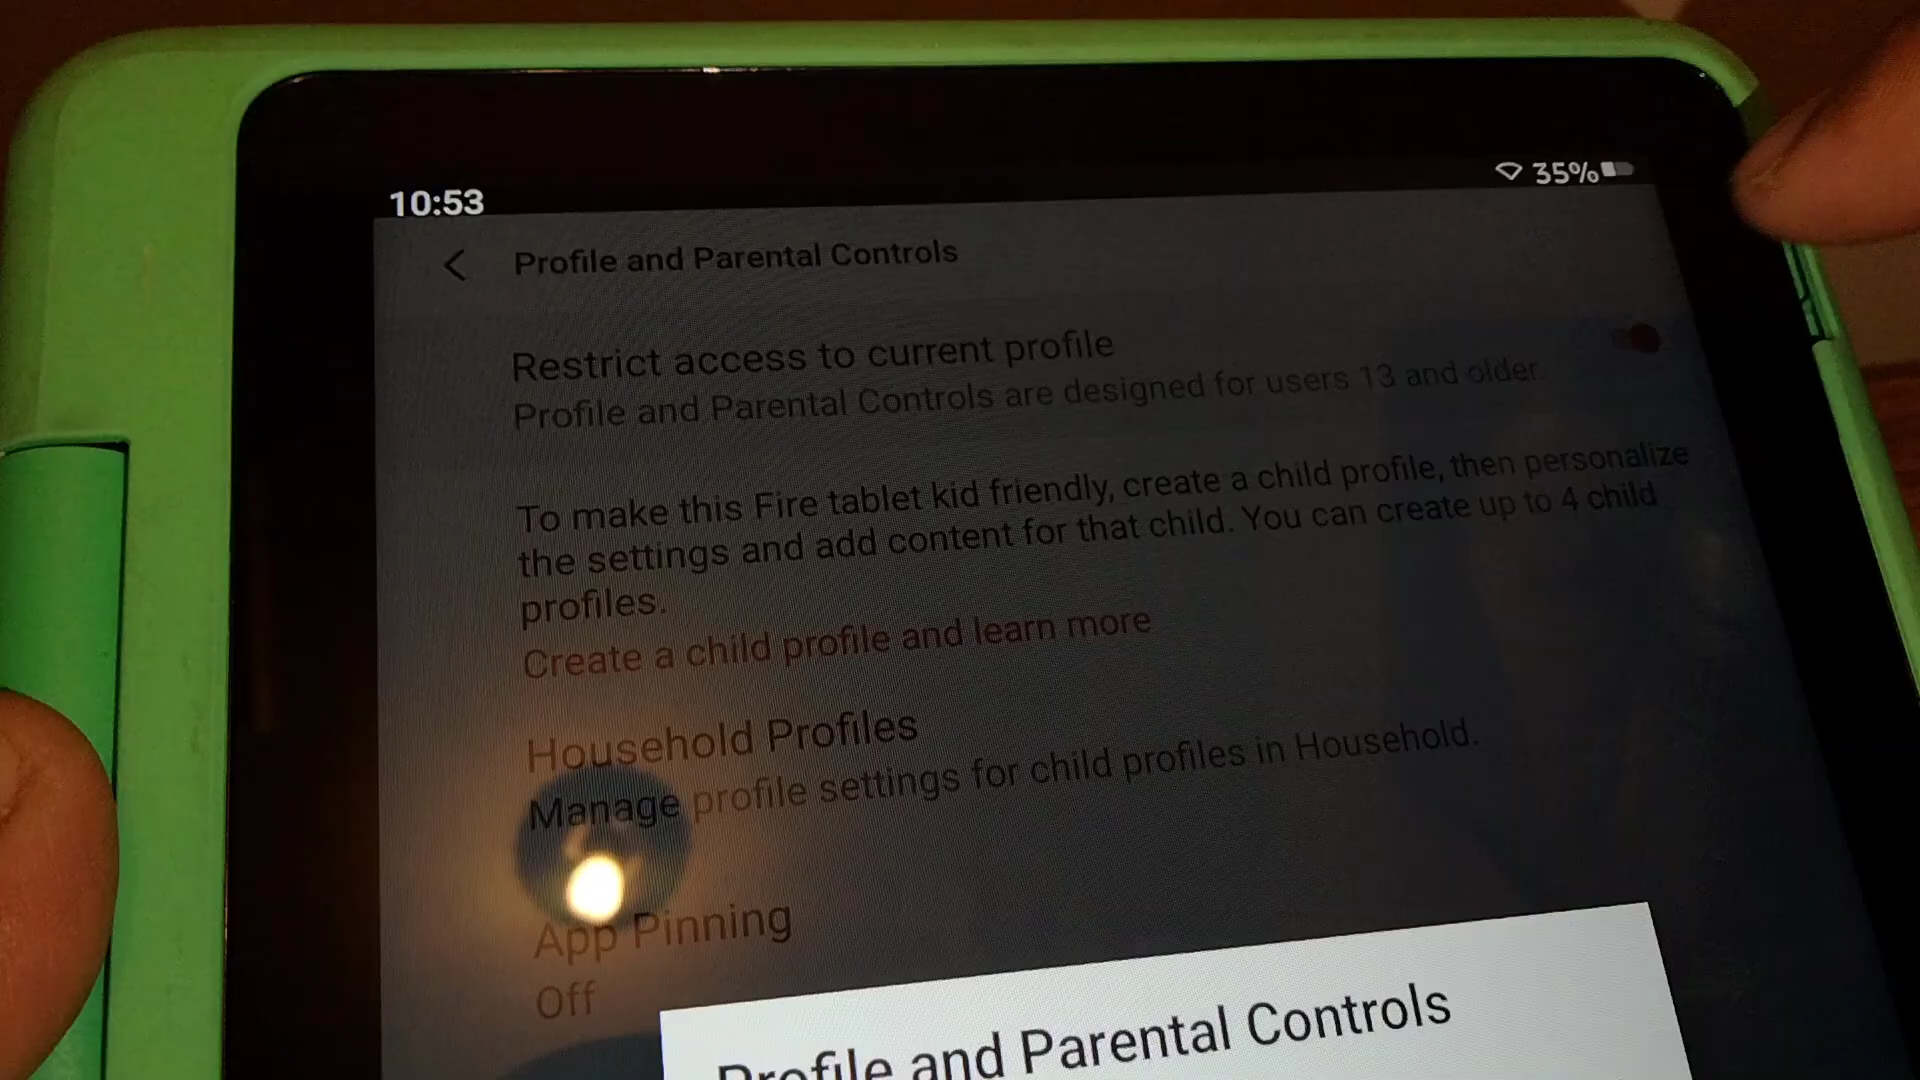 10:53
35%
Profile and Parental Controls
Restrict access to current profile
Profile and Parental Controls are designed for users 13 and older.
To make this Fire tablet kid friendly, create a child profile, then personalize
the settings and add content for that child. You can create up to 4 child
profiles.
Create a child profile and learn more
Household Profiles
Manage profile settings for child profiles in Household.
App Pinning
Off
Profile and Parental Controls